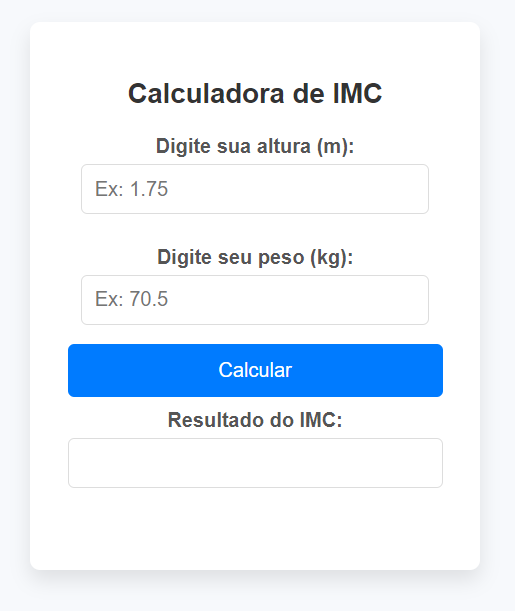 Calculadora de IMC
Digite sua altura (m):
Ex: 1.75
Digite seu peso (kg):
Ex: 70.5
Calcular
Resultado do IMC: